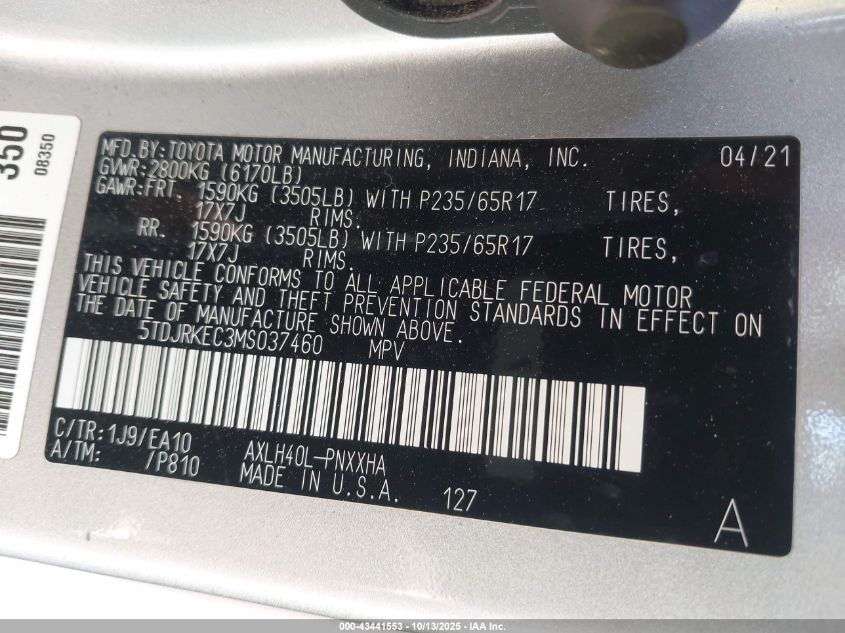 350
08350
MFD. BY: TOYOTA MOTOR MANUFACTURING, INDIANA, INC. 04/21
GVWR: 2800KG (6170LB)
GAWR: FRT. 1590KG (3505LB) WITH P235/65R17 TIRES,
17X7J RIMS.
RR. 1590KG (3505LB) WITH P235/65R17 TIRES,
17X7J RIMS.
THIS VEHICLE CONFORMS TO ALL APPLICABLE FEDERAL MOTOR
VEHICLE SAFETY AND THEFT PREVENTION STANDARDS IN EFFECT ON
THE DATE OF MANUFACTURE SHOWN ABOVE.
5TDJRKEC3MS037460 MPV
C/TR: 1J9/EA10 AXLH40L-PNXXHA
A/TM: /P810 MADE IN U.S.A. 127
A
000-43441553 - 10/13/2025 - IAA Inc.